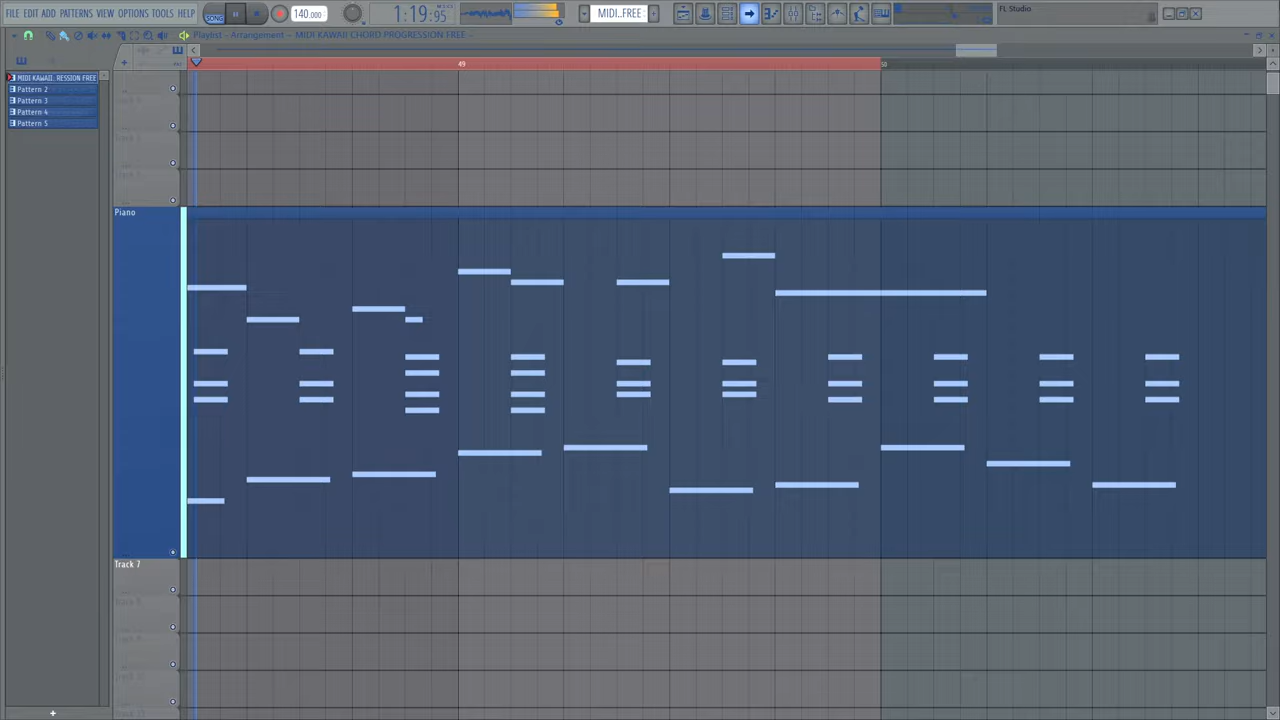 FILE EDIT ADD PATTERNS VIEW OPTIONS TOOLS HELP
SONG
140.000
1:19:95
MIDI..FREE
FL Studio
Playlist - Arrangement - MIDI KAWAII CHORD PROGRESSION FREE -
MIDI KAWAII..RESSION FREE
Pattern 2
Pattern 3
Pattern 4
Pattern 5
49
50
Piano
Track 7